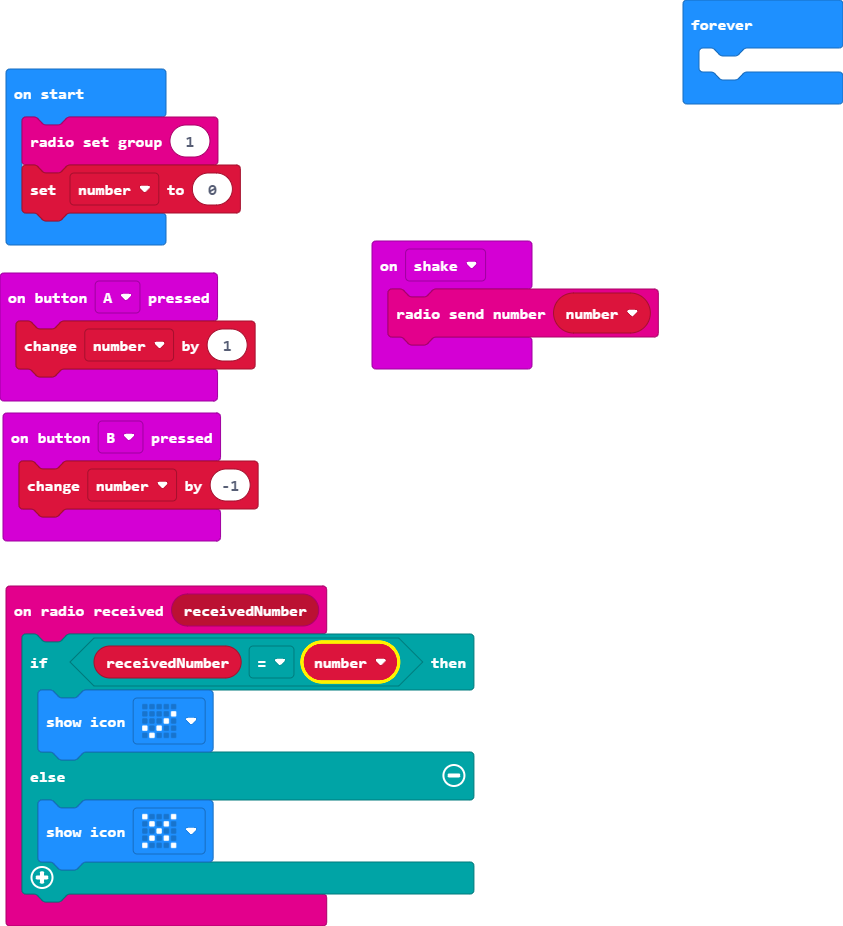 forever
on start
radio set group 1
set number to 0
on shake
radio send number number
on button A pressed
change number by 1
on button B pressed
change number by -1
on radio received receivedNumber
if receivedNumber = number then
show icon
else
show icon